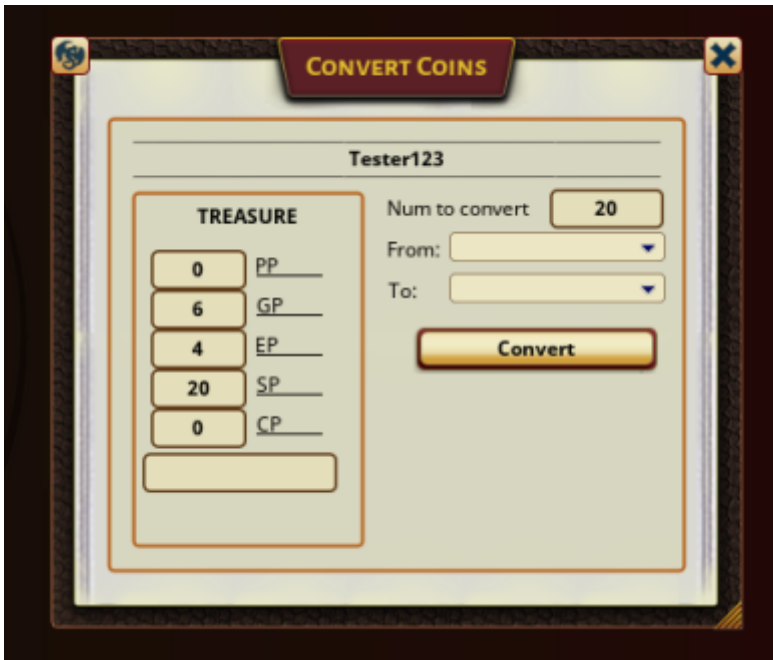 CONVERT COINS
Tester123
TREASURE
0 PP
6 GP
4 EP
20 SP
0 CP
Num to convert 20
From:
To:
Convert